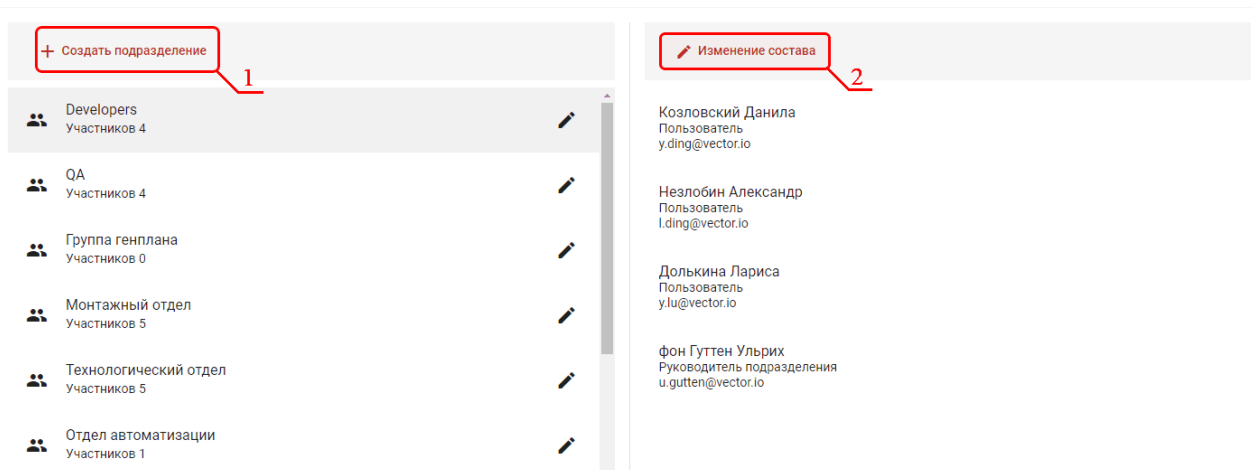 Создать подразделение
1
Developers
Участников 4
QA
Участников 4
Группа генплана
Участников 0
Монтажный отдел
Участников 5
Технологический отдел
Участников 5
Отдел автоматизации
Участников 1
Изменение состава
2
Козловский Данила
Пользователь
y.ding@vector.io
Незлобин Александр
Пользователь
l.ding@vector.io
Долькина Лариса
Пользователь
y.lu@vector.io
фон Гуттен Ульрих
Руководитель подразделения
u.gutten@vector.io